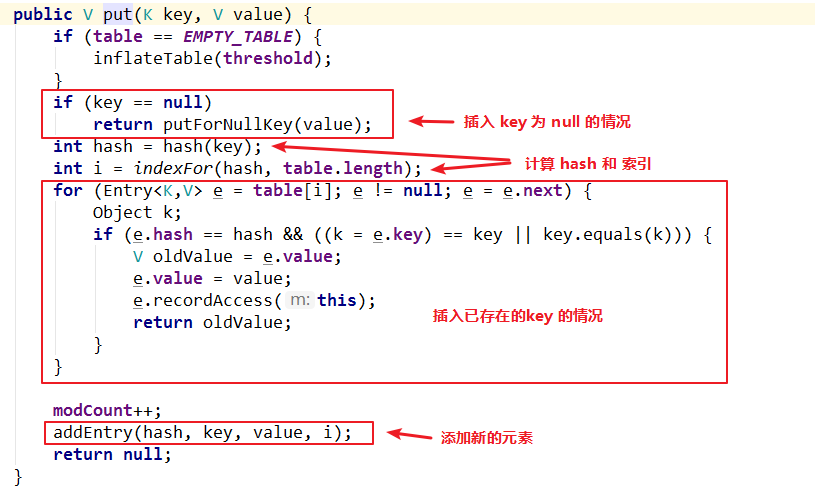 public V put(K key, V value) {
if (table == EMPTY_TABLE) {
inflateTable(threshold);
}
if (key == null)
return putForNullKey(value);
插入 key 为 null 的情况
int hash = hash(key);
int i = indexFor(hash, table.length);
计算 hash 和 索引
for (Entry<K,V> e = table[i]; e != null; e = e.next) {
Object k;
if (e.hash == hash && ((k = e.key) == key || key.equals(k))) {
V oldValue = e.value;
e.value = value;
e.recordAccess( m: this);
return oldValue;
插入已存在的key 的情况
}
}
modCount++;
addEntry(hash, key, value, i);
添加新的元素
return null;
}